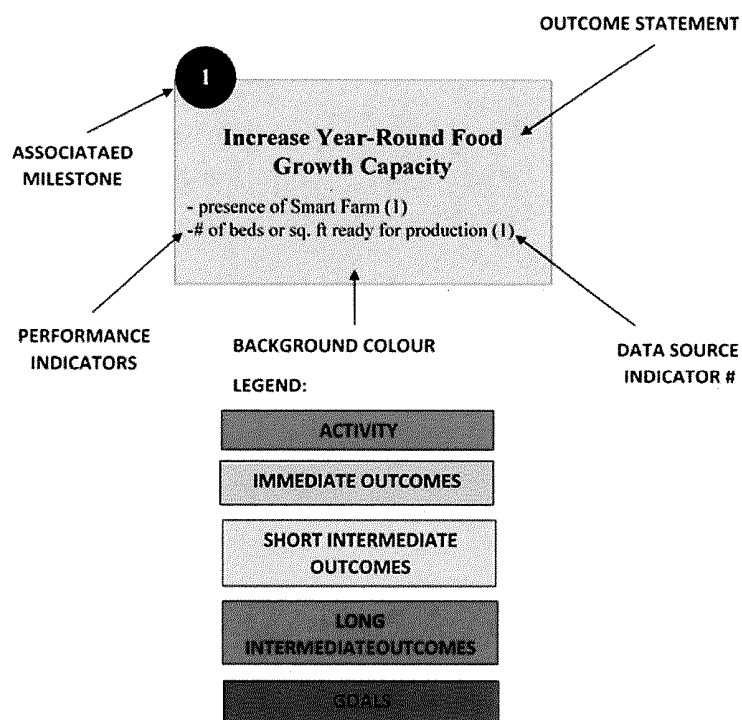 OUTCOME STATEMENT
1
Increase Year-Round Food
Growth Capacity
ASSOCIATAED
MILESTONE
- presence of Smart Farm (1)
-# of beds or sq. ft ready for production (1)
PERFORMANCE
INDICATORS
BACKGROUND COLOUR
DATA SOURCE
INDICATOR #
LEGEND:
ACTIVITY
IMMEDIATE OUTCOMES
SHORT INTERMEDIATE
OUTCOMES
LONG
INTERMEDIATEOUTCOMES
GOALS